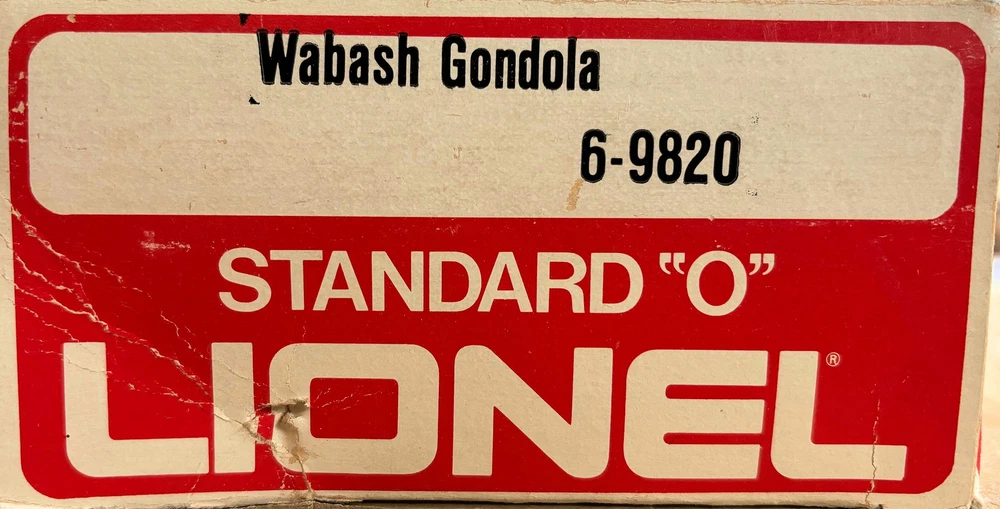 Wabash Gondola
6-9820
STANDARD "O"
LIONEL®